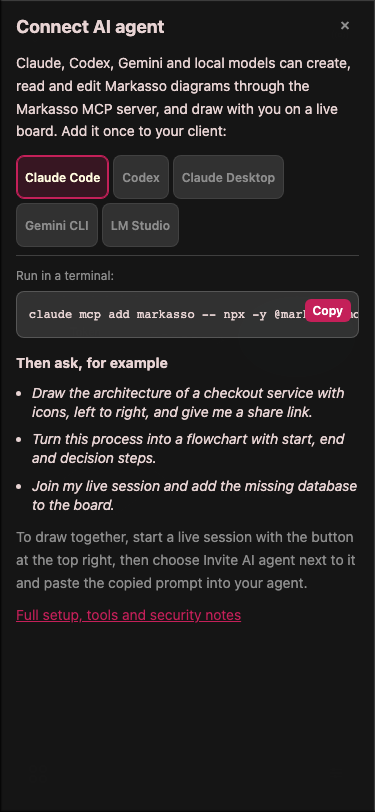 Connect AI agent ×
Claude, Codex, Gemini and local models can create,
read and edit Markasso diagrams through the
Markasso MCP server, and draw with you on a live
board. Add it once to your client:
Claude Code Codex Claude Desktop
Gemini CLI LM Studio
Run in a terminal:
claude mcp add markasso -- npx -y Copy
Then ask, for example
• Draw the architecture of a checkout service with
icons, left to right, and give me a share link.
• Turn this process into a flowchart with start, end
and decision steps.
• Join my live session and add the missing database
to the board.
To draw together, start a live session with the button
at the top right, then choose Invite AI agent next to it
and paste the copied prompt into your agent.
Full setup, tools and security notes